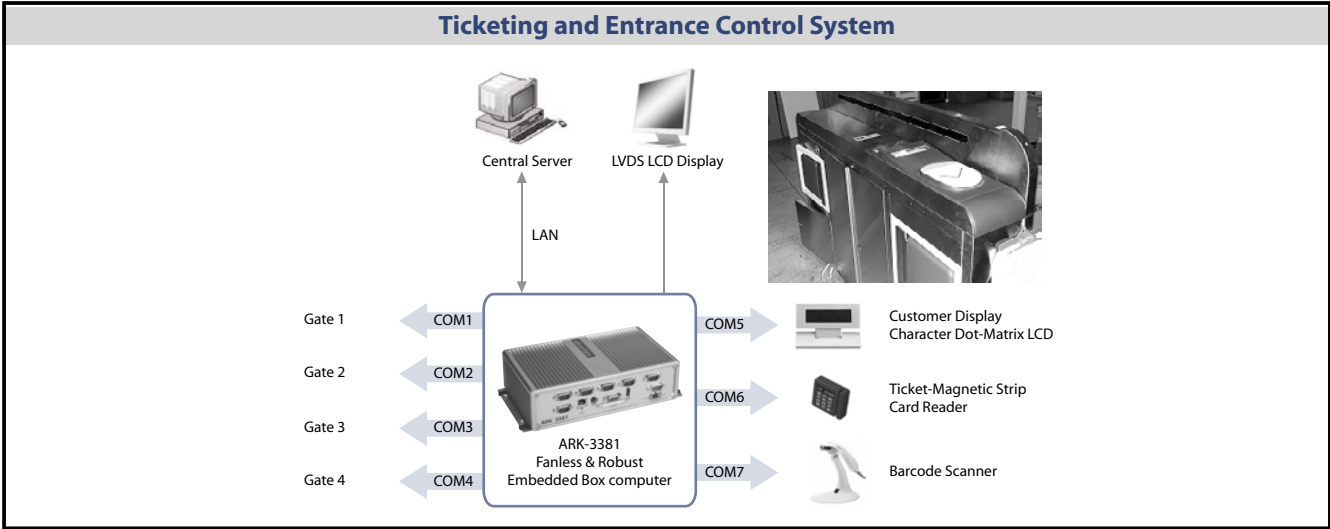 Ticketing and Entrance Control System
Central Server
LVDS LCD Display
LAN
Gate 1
COM1
COM5
Customer Display
Character Dot-Matrix LCD
Gate 2
COM2
COM6
Ticket-Magnetic Strip
Card Reader
Gate 3
COM3
ARK 3381
ARK-3381
Fanless & Robust
Embedded Box computer
Gate 4
COM4
COM7
Barcode Scanner